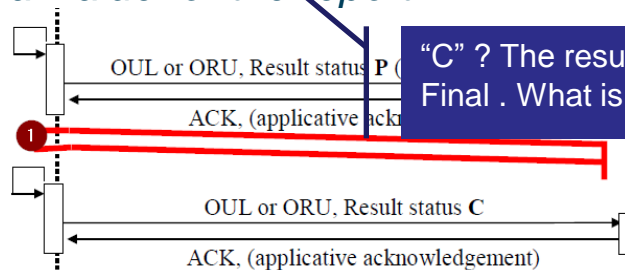 OUL or ORU, Result status P (
"C" ? The resu
Final . What is
ACK, (applicative ackn
1
OUL or ORU, Result status C
ACK, (applicative acknowledgement)